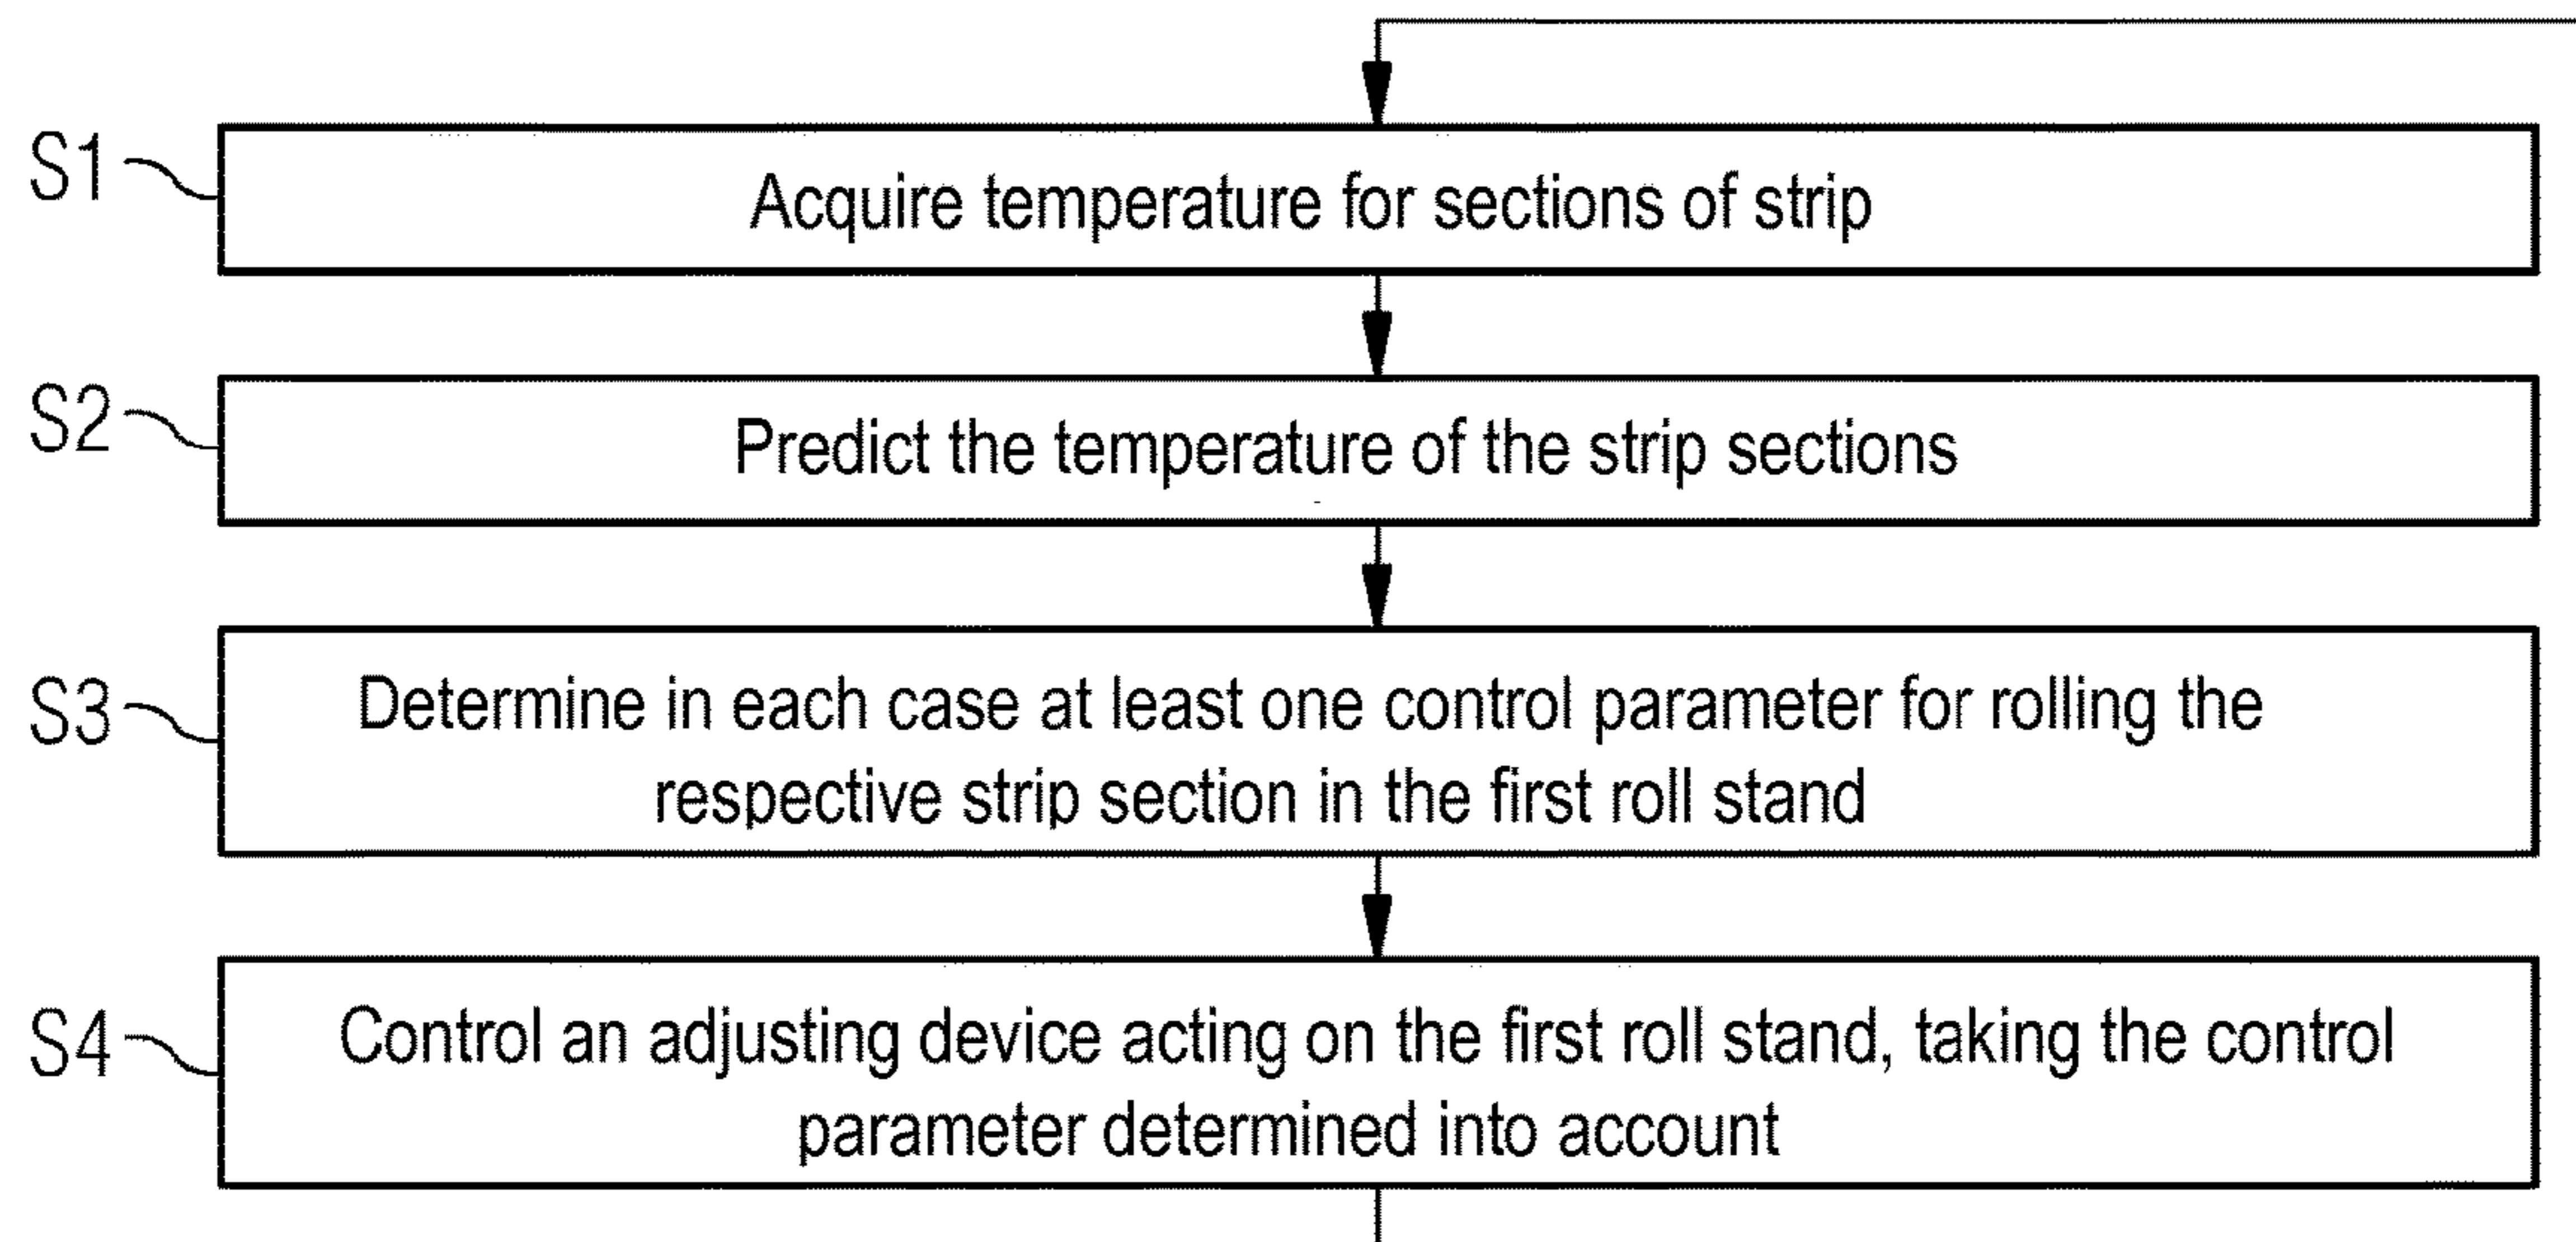 S1
Acquire temperature for sections of strip
S2
Predict the temperature of the strip sections
S3
Determine in each case at least one control parameter for rolling the
respective strip section in the first roll stand
S4
Control an adjusting device acting on the first roll stand, taking the control
parameter determined into account